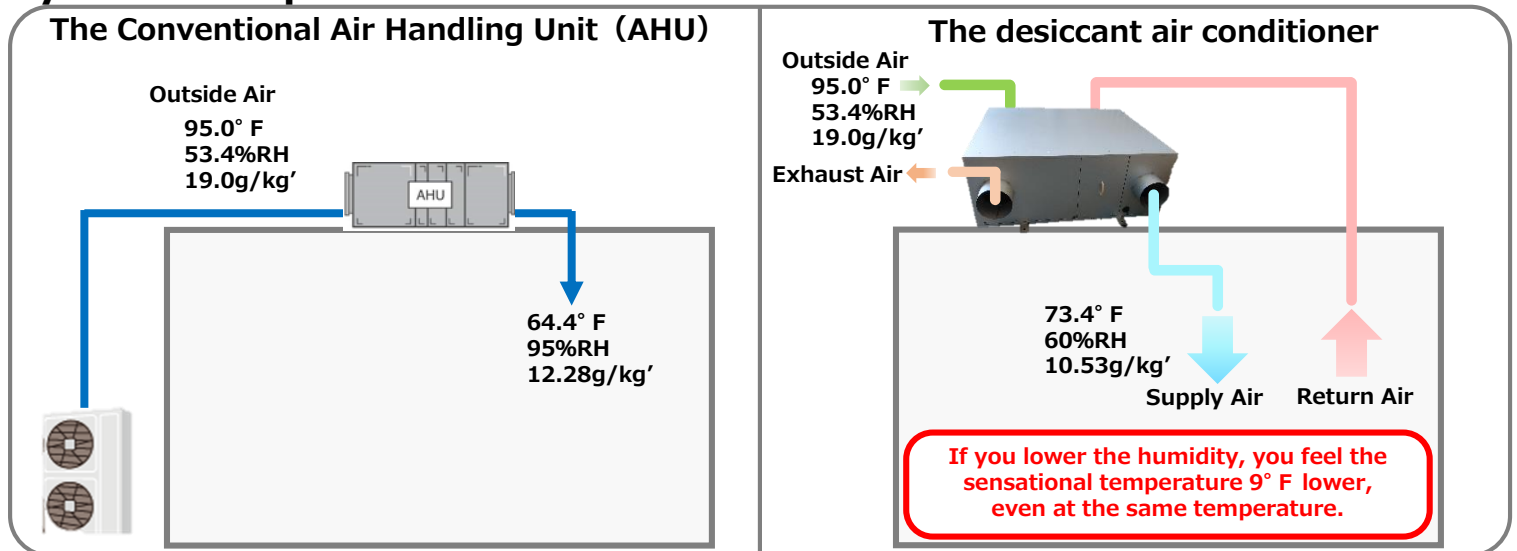 The Conventional Air Handling Unit（AHU）
Outside Air
95.0°F
53.4%RH
19.0g/kg’
AHU
64.4°F
95%RH
12.28g/kg’
The desiccant air conditioner
Outside Air
95.0°F
53.4%RH
19.0g/kg’
Exhaust Air
73.4°F
60%RH
10.53g/kg’
Supply Air
Return Air
If you lower the humidity, you feel the
sensational temperature 9°F lower,
even at the same temperature.